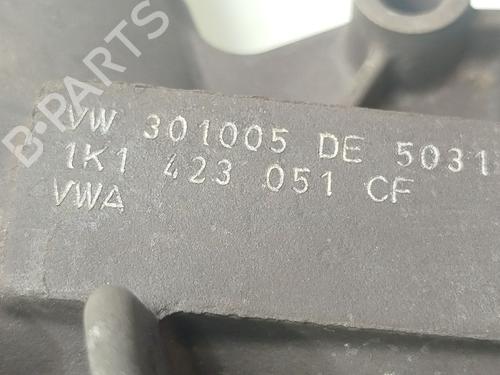 B-PARTS
VW 301005 DE 5031
1K1 423 051 CF
VWA